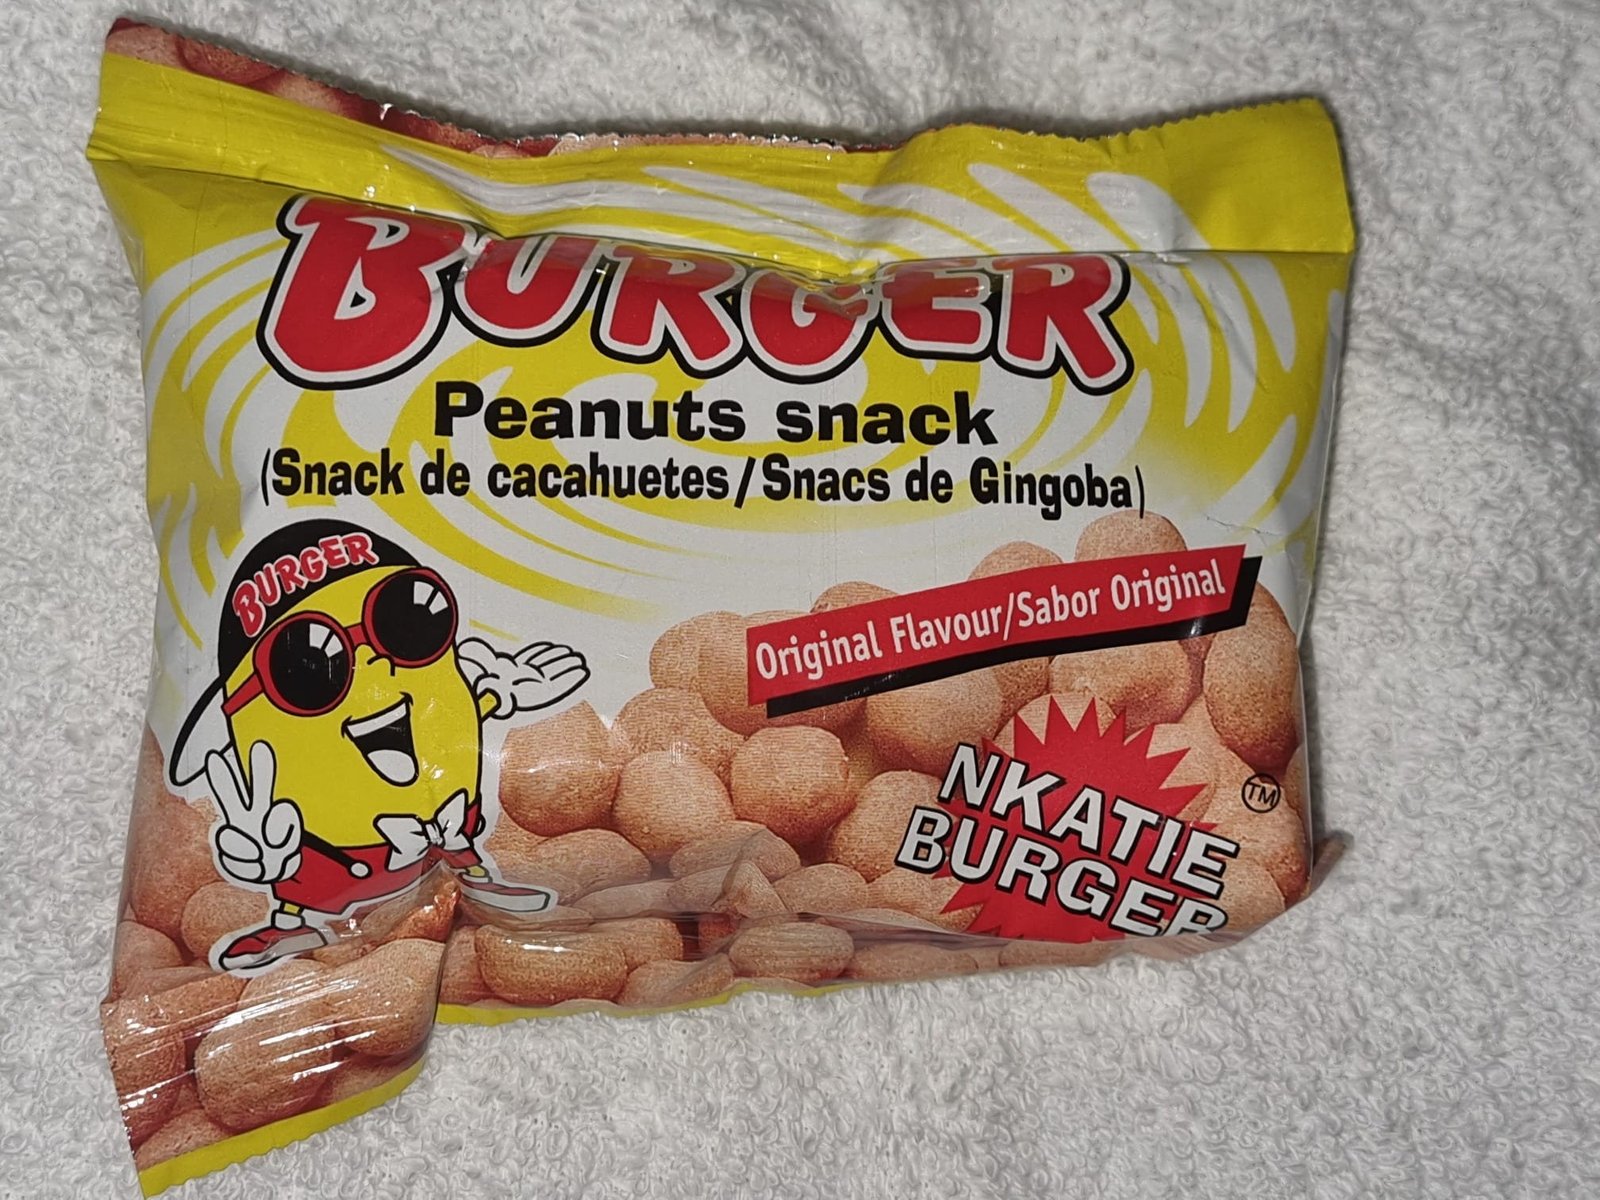 BURGER
Peanuts snack
(Snack de cacahuetes/Snacs de Gingoba)
BURGER
Original Flavour/Sabor Original
NKATIE
BURGER
TM